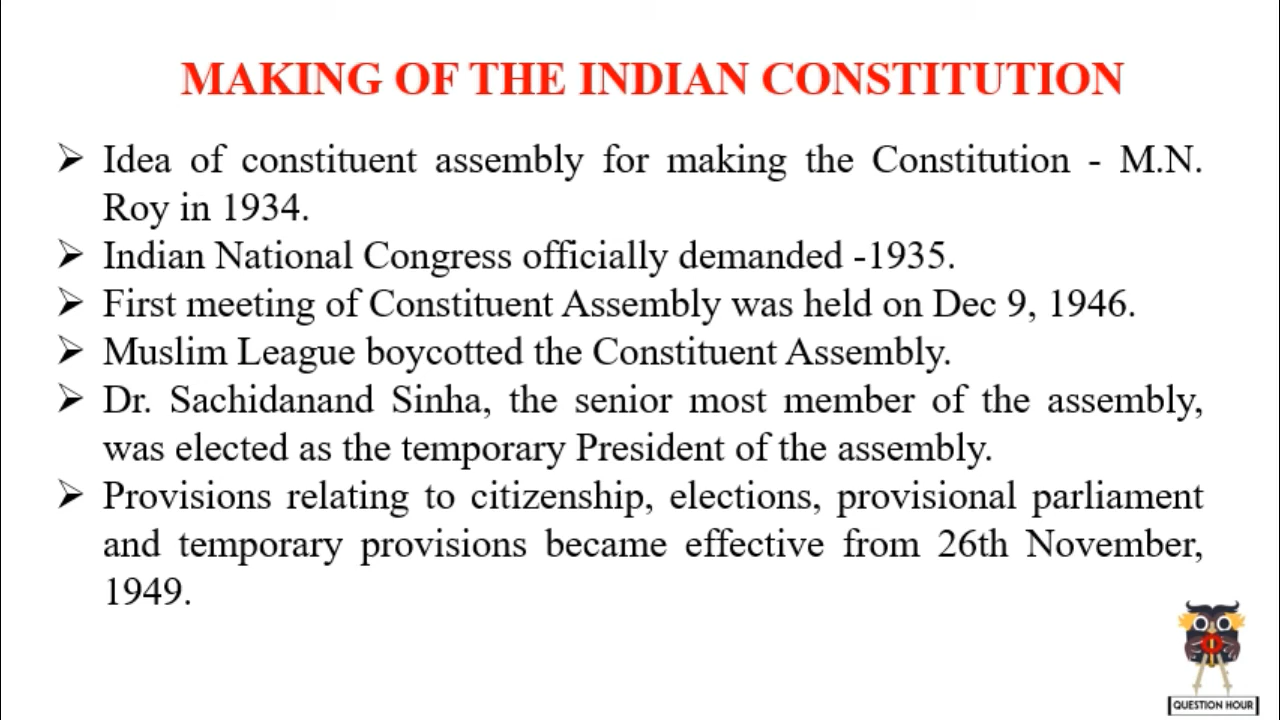 MAKING OF THE INDIAN CONSTITUTION
➢ Idea of constituent assembly for making the Constitution - M.N.
Roy in 1934.
➢ Indian National Congress officially demanded -1935.
➢ First meeting of Constituent Assembly was held on Dec 9, 1946.
➢ Muslim League boycotted the Constituent Assembly.
➢ Dr. Sachidanand Sinha, the senior most member of the assembly,
was elected as the temporary President of the assembly.
➢ Provisions relating to citizenship, elections, provisional parliament
and temporary provisions became effective from 26th November,
1949.
QUESTION HOUR